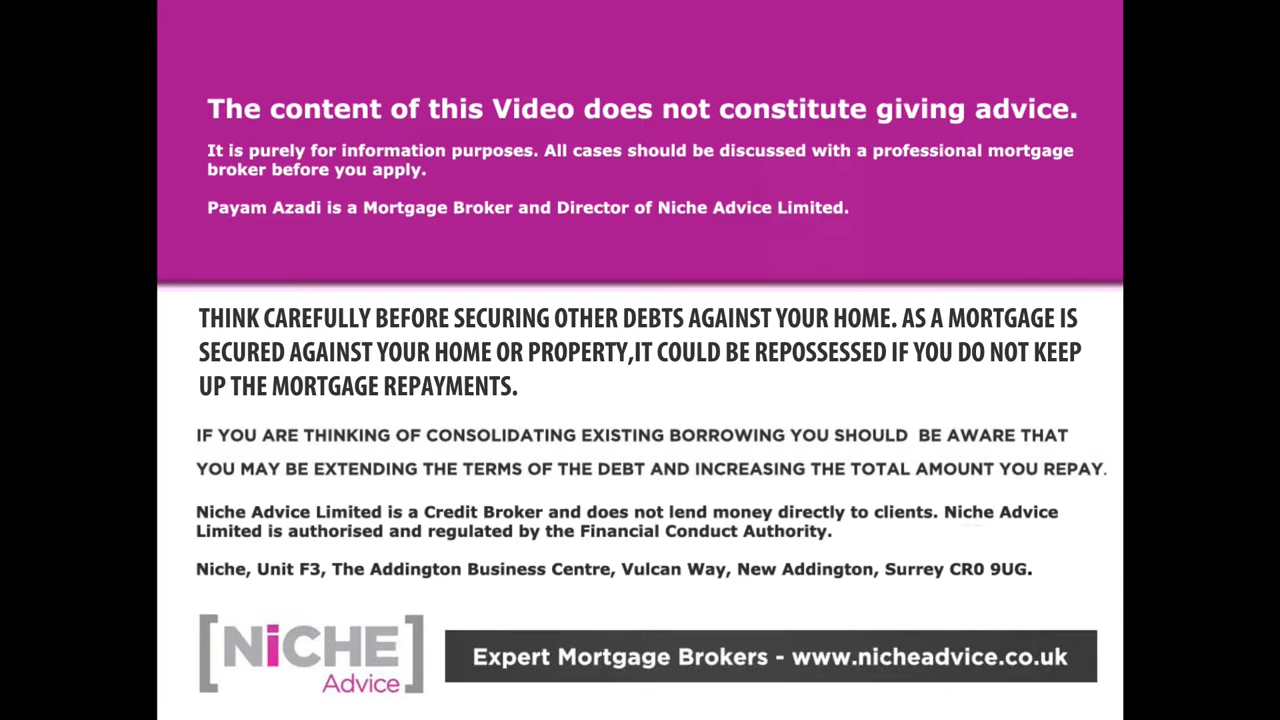 The content of this Video does not constitute giving advice.
It is purely for information purposes. All cases should be discussed with a professional mortgage
broker before you apply.
Payam Azadi is a Mortgage Broker and Director of Niche Advice Limited.
THINK CAREFULLY BEFORE SECURING OTHER DEBTS AGAINST YOUR HOME. AS A MORTGAGE IS
SECURED AGAINST YOUR HOME OR PROPERTY,IT COULD BE REPOSSESSED IF YOU DO NOT KEEP
UP THE MORTGAGE REPAYMENTS.
IF YOU ARE THINKING OF CONSOLIDATING EXISTING BORROWING YOU SHOULD BE AWARE THAT
YOU MAY BE EXTENDING THE TERMS OF THE DEBT AND INCREASING THE TOTAL AMOUNT YOU REPAY.
Niche Advice Limited is a Credit Broker and does not lend money directly to clients. Niche Advice
Limited is authorised and regulated by the Financial Conduct Authority.
Niche, Unit F3, The Addington Business Centre, Vulcan Way, New Addington, Surrey CR0 9UG.
[NiCHE
Advice]
Expert Mortgage Brokers - www.nicheadvice.co.uk